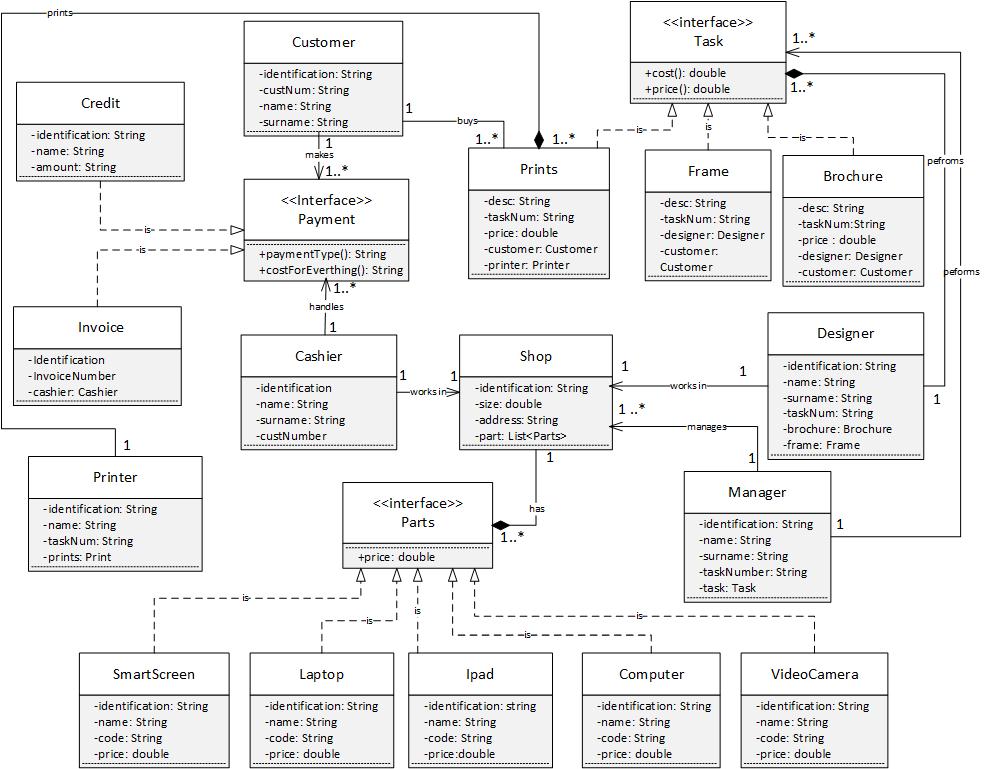 prints
Customer
-identification: String
-custNum: String
-name: String
-surname: String
1
buys
1..*
1
makes
1..*
<<interface>>
Task
+cost(): double
+price(): double
1..*
1..*
is
is
is
Credit
-identification: String
-name: String
-amount: String
is
is
<<Interface>>
Payment
+paymentType(): String
+costForEverthing(): String
1..*
Prints
-desc: String
-taskNum: String
-price: double
-customer: Customer
-printer: Printer
Frame
-desc: String
-taskNum: String
-designer: Designer
-customer:
Customer
Brochure
-desc: String
-taskNum:String
-price : double
-designer: Designer
-customer: Customer
pefroms
peforms
1..*
handles
1
Invoice
-Identification
-InvoiceNumber
-cashier: Cashier
Cashier
-identification
-name: String
-surname: String
-custNumber
1
works in
1
Shop
-identification: String
-size: double
-address: String
-part: List<Parts>
1
works in
1
1 ..*
manages
1
1
Designer
-identification: String
-name: String
-surname: String
-taskNum: String
-brochure: Brochure
-frame: Frame
1
1
Printer
-identification: String
-name: String
-taskNum: String
-prints: Print
has
1..*
<<interface>>
Parts
+price: double
Manager
-identification: String
-name: String
-surname: String
-taskNumber: String
-task: Task
1
is
is
is
is
is
SmartScreen
-identification: String
-name: String
-code: String
-price: double
Laptop
-identification: String
-name: String
-code: String
-price: double
Ipad
-identification: string
-name: String
-code: String
-price:double
Computer
-identification: String
-name: String
-code: String
-price: double
VideoCamera
-identification: String
-name: String
-code: String
-price: double